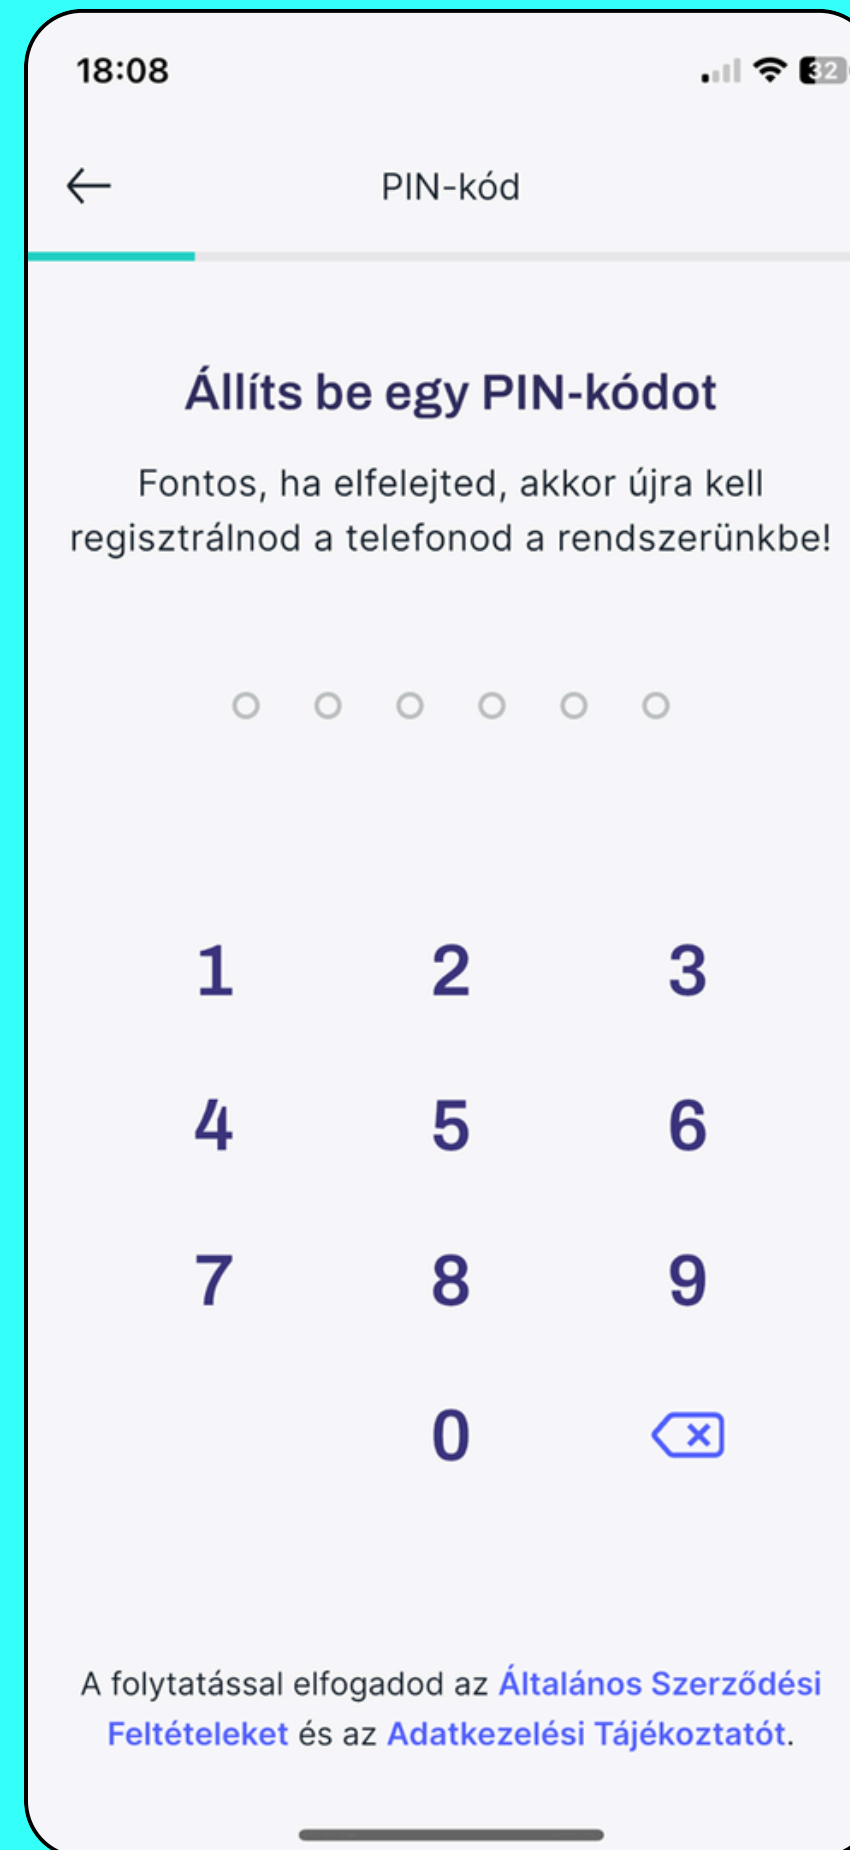 18:08
32
PIN-kód
Állíts be egy PIN-kódot
Fontos, ha elfelejted, akkor újra kell
regisztrálnod a telefonod a rendszerünkbe!
1 2 3
4 5 6
7 8 9
0
A folytatással elfogadod az Általános Szerződési
Feltételeket és az Adatkezelési Tájékoztatót.